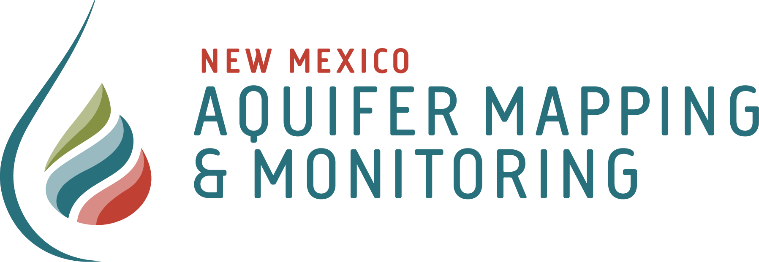 NEW MEXICO
AQUIFER MAPPING
& MONITORING